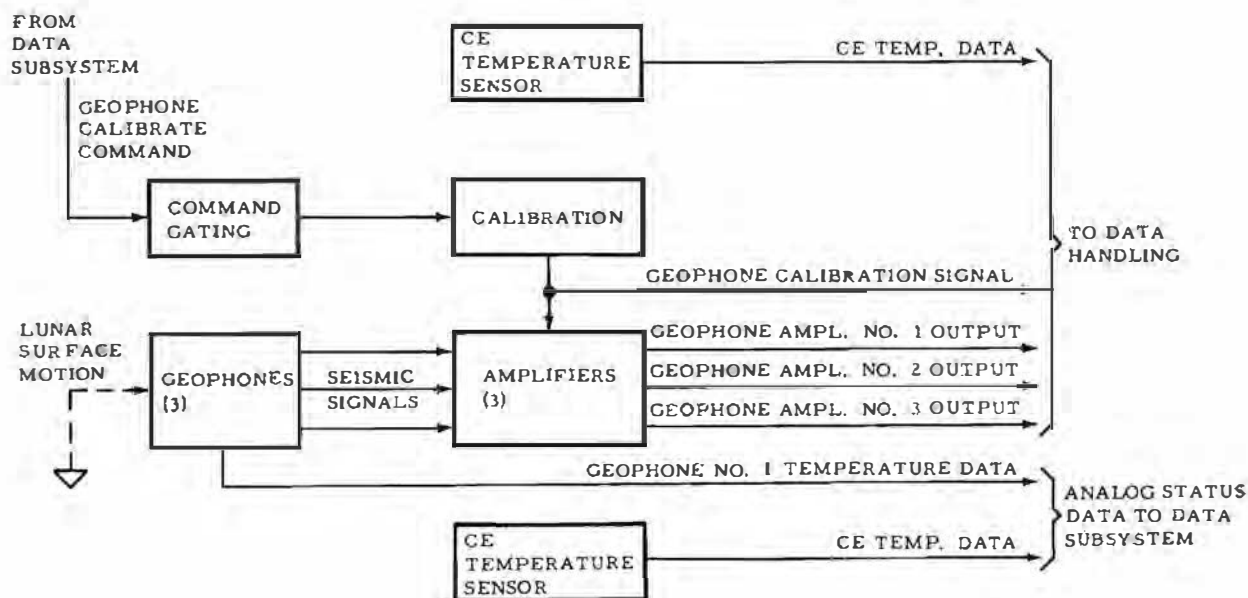 FROM
DATA
SUBSYSTEM
GEOPHONE
CALIBRATE
COMMAND
CE
TEMPERATURE
SENSOR
CE TEMP. DATA
COMMAND
GATING
CALIBRATION
TO DATA
HANDLING
GEOPHONE CALIBRATION SIGNAL
LUNAR
SURFACE
MOTION
GEOPHONES
(3)
SEISMIC
SIGNALS
AMPLIFIERS
(3)
GEOPHONE AMPL. NO. 1 OUTPUT
GEOPHONE AMPL. NO. 2 OUTPUT
GEOPHONE AMPL. NO. 3 OUTPUT
GEOPHONE NO. 1 TEMPERATURE DATA
ANALOG STATUS
DATA TO DATA
SUBSYSTEM
CE
TEMPERATURE
SENSOR
CE TEMP. DATA